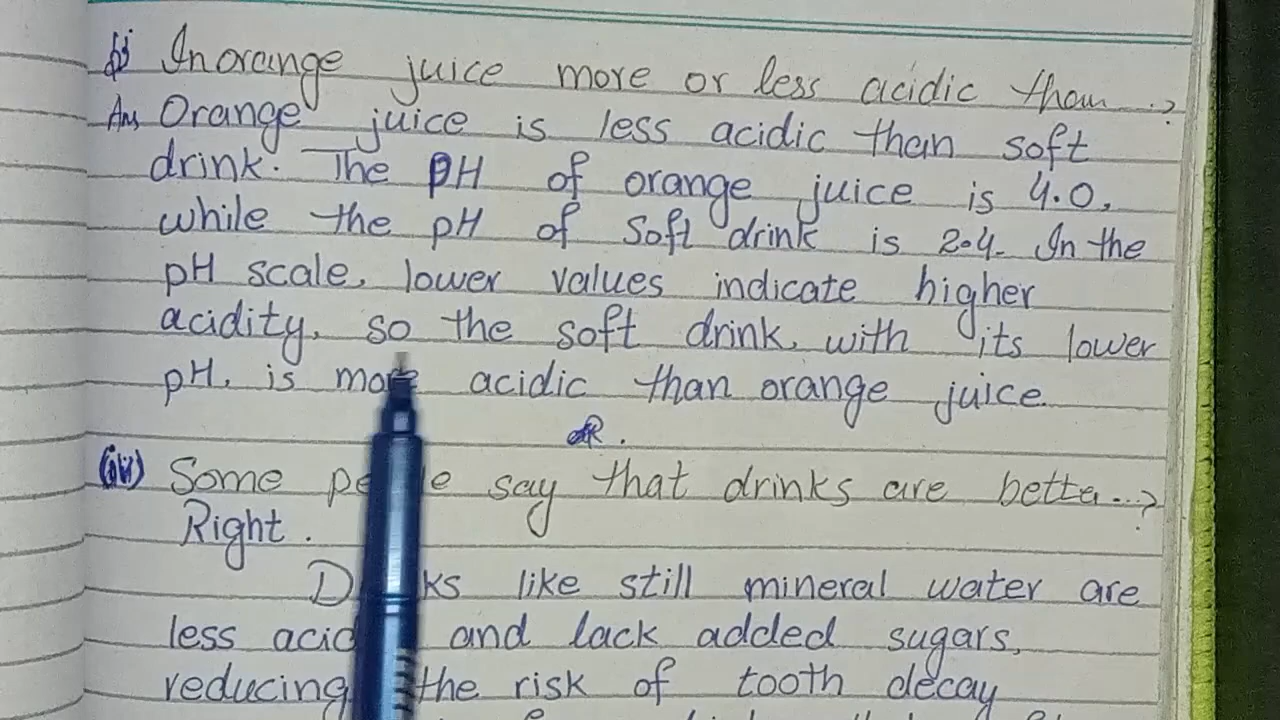 In orange juice more or less acidic than ...?
Ans Orange juice is less acidic than soft
drink. The pH of orange juice is 4.0,
while the pH of soft drink is 2.4. In the
pH scale, lower values indicate higher
acidity, so the soft drink, with its lower
pH, is more acidic than orange juice.
Some say that drinks are bette...?
Right.
like still mineral water are
less and lack added sugars,
reducing the risk of tooth decay